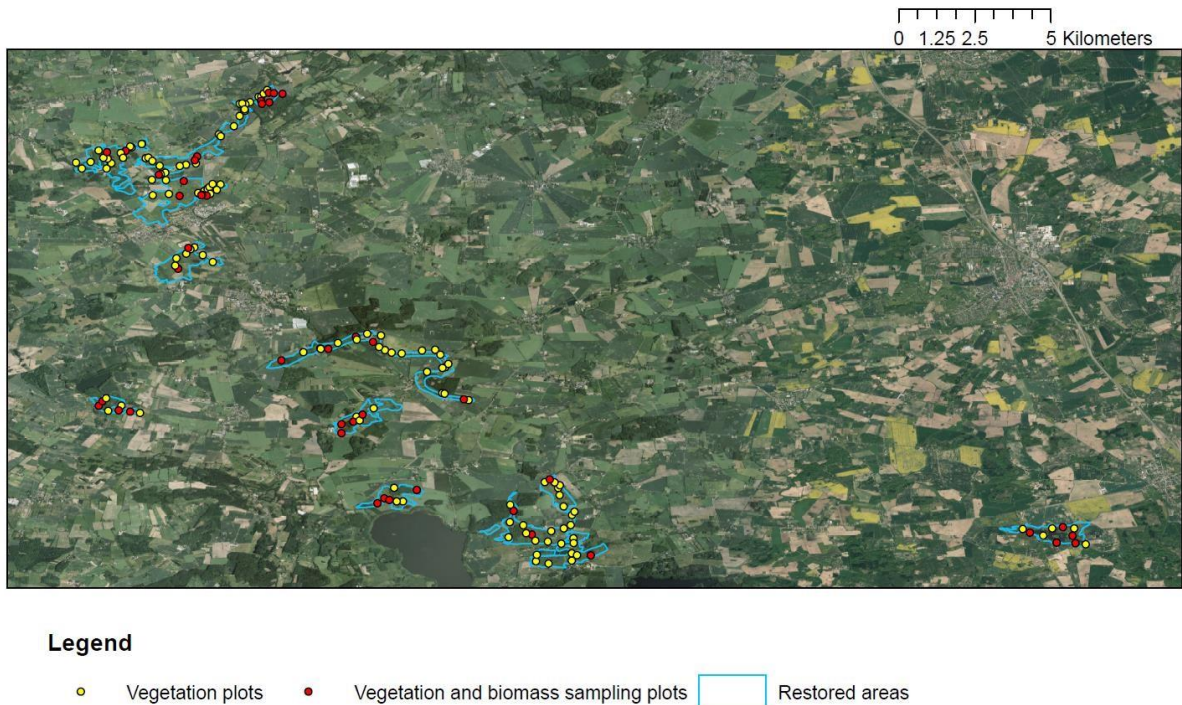 0 1.25 2.5 5 Kilometers
Legend
Vegetation plots Vegetation and biomass sampling plots Restored areas